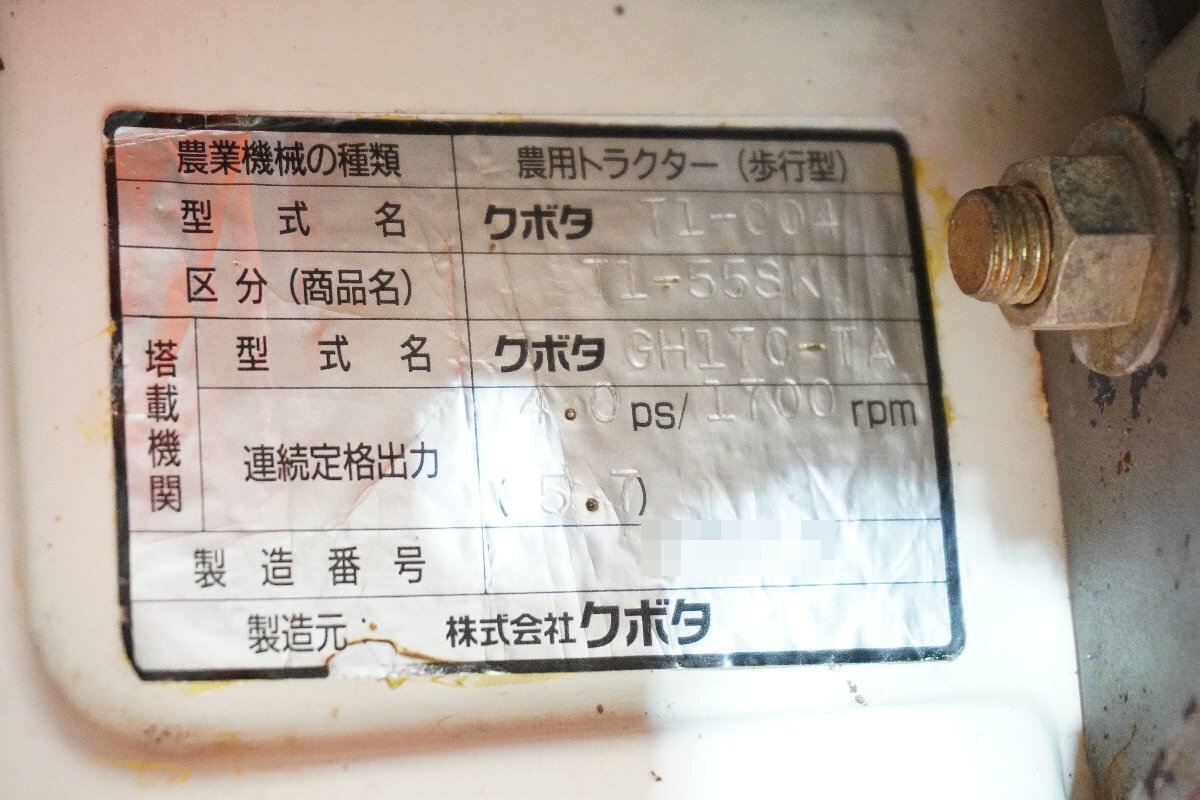 農業機械の種類 農用トラクター (歩行型)
型式名 クボタ T1-C04
区分(商品名) T1-55SN
塔載機関 型式名 クボタ GH170-TA
連続定格出力 4.0 ps/ 1700 rpm
(5.7)
製造番号
製造元 株式会社クボタ